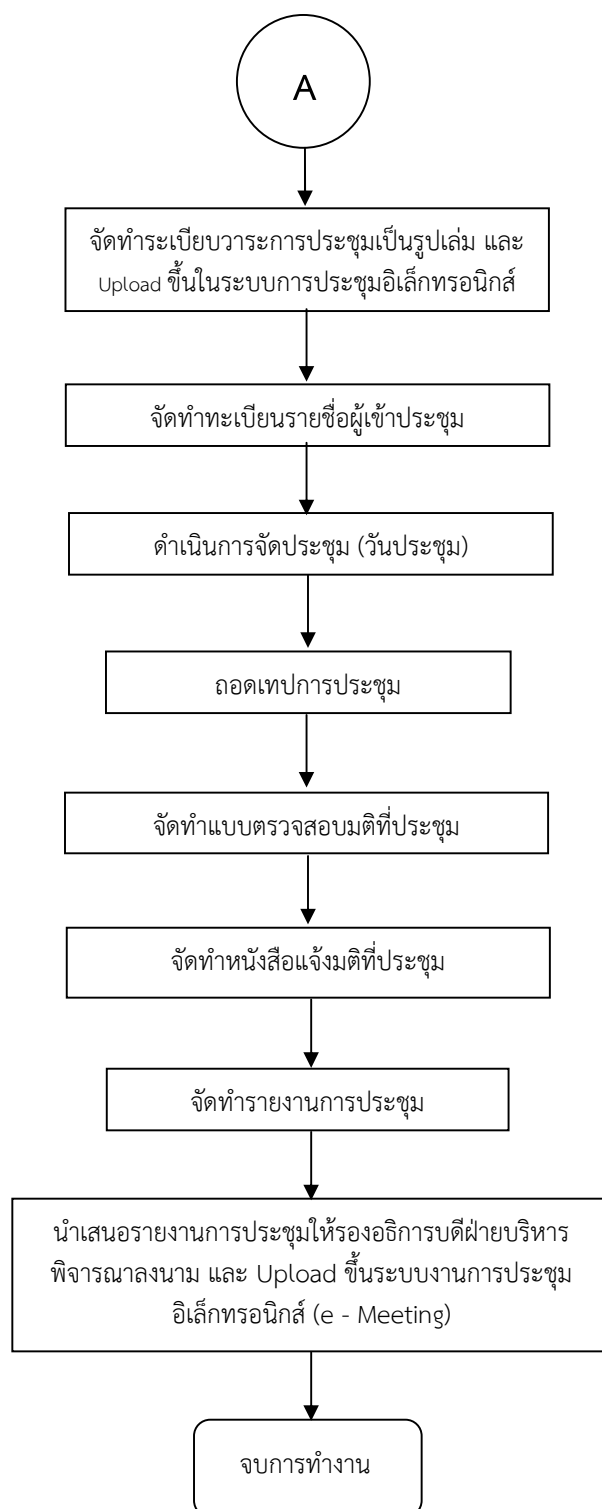 A
จัดทำระเบียบวาระการประชุมเป็นรูปเล่ม และ
Upload ขึ้นในระบบการประชุมอิเล็กทรอนิกส์
จัดทำทะเบียนรายชื่อผู้เข้าประชุม
ดำเนินการจัดประชุม (วันประชุม)
ถอดเทปการประชุม
จัดทำแบบตรวจสอบมติที่ประชุม
จัดทำหนังสือแจ้งมติที่ประชุม
จัดทำรายงานการประชุม
นำเสนอรายงานการประชุมให้รองอธิการบดีฝ่ายบริหาร
พิจารณาลงนาม และ Upload ขึ้นระบบงานการประชุม
อิเล็กทรอนิกส์ (e - Meeting)
จบการทำงาน